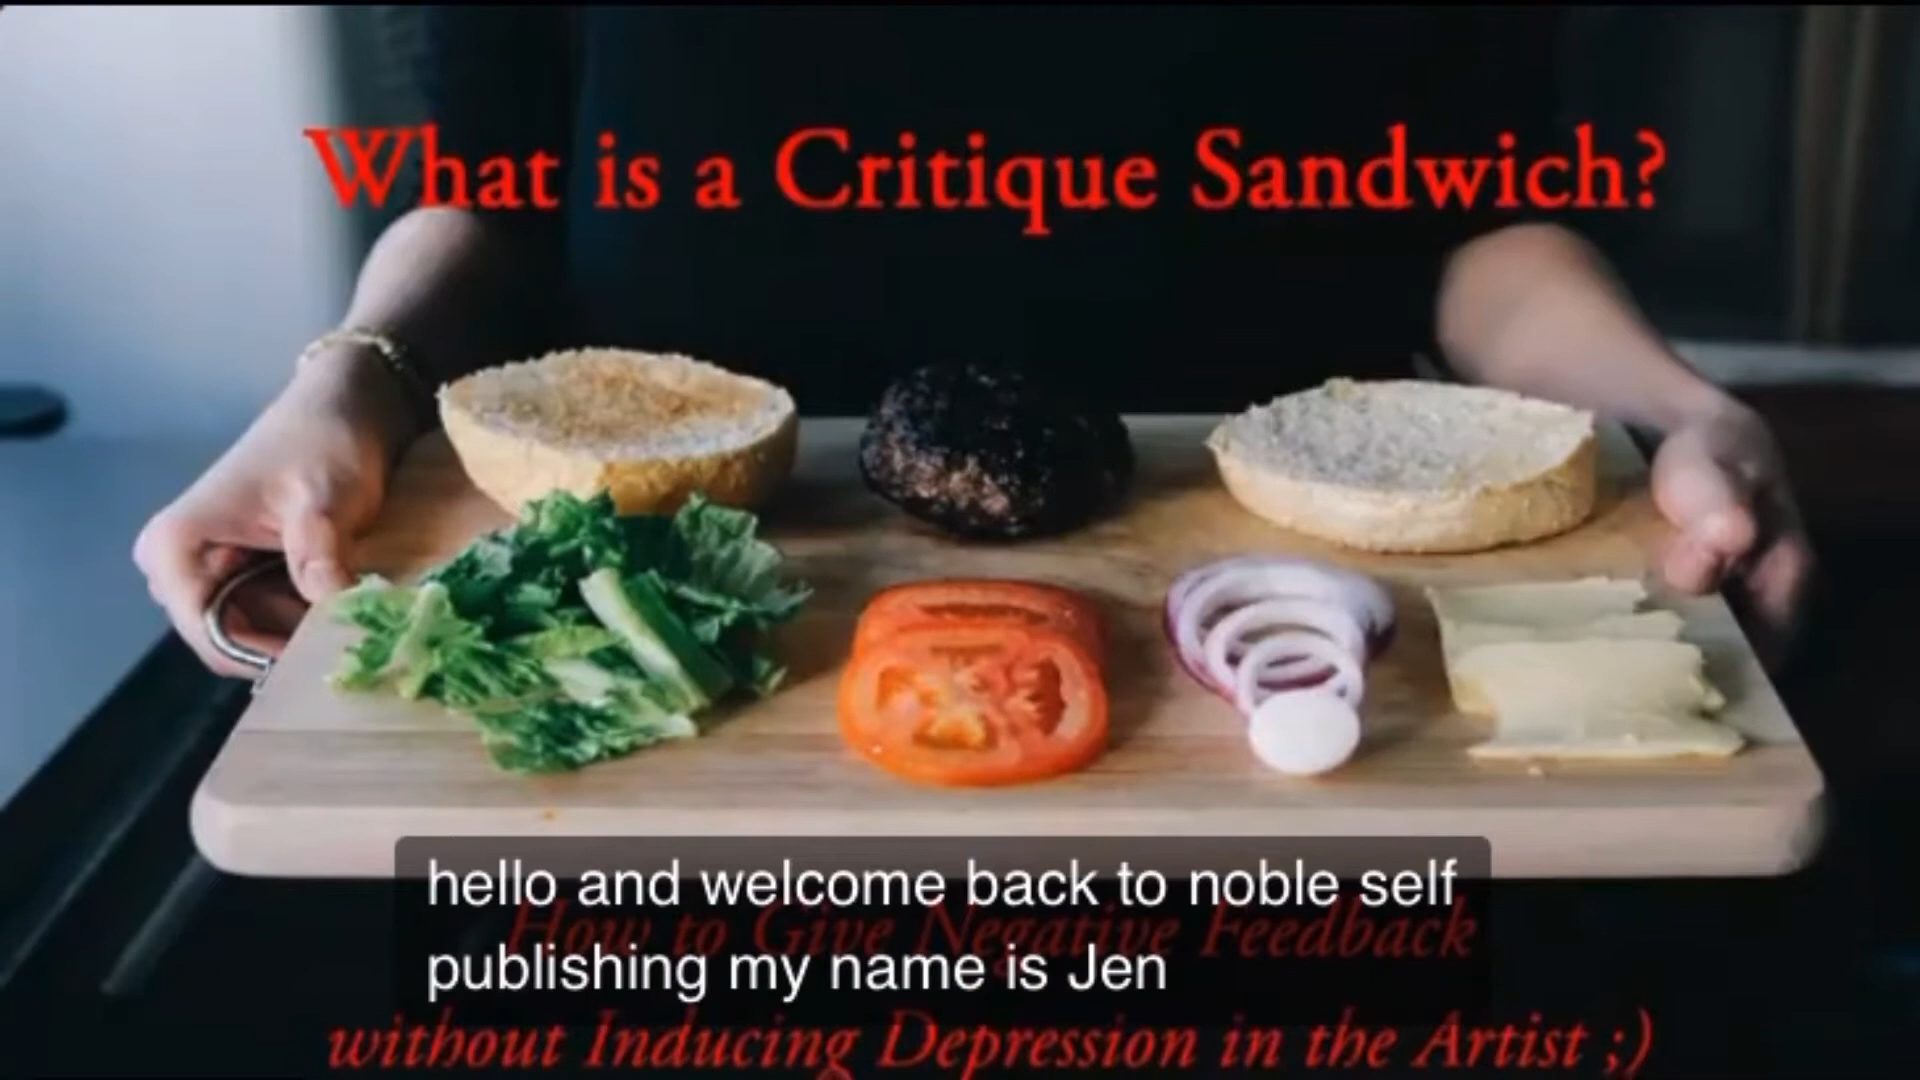 What is a Critique Sandwich?
hello and welcome back to noble self
How to Give Negative Feedback
publishing my name is Jen
without Inducing Depression in the Artist ;)